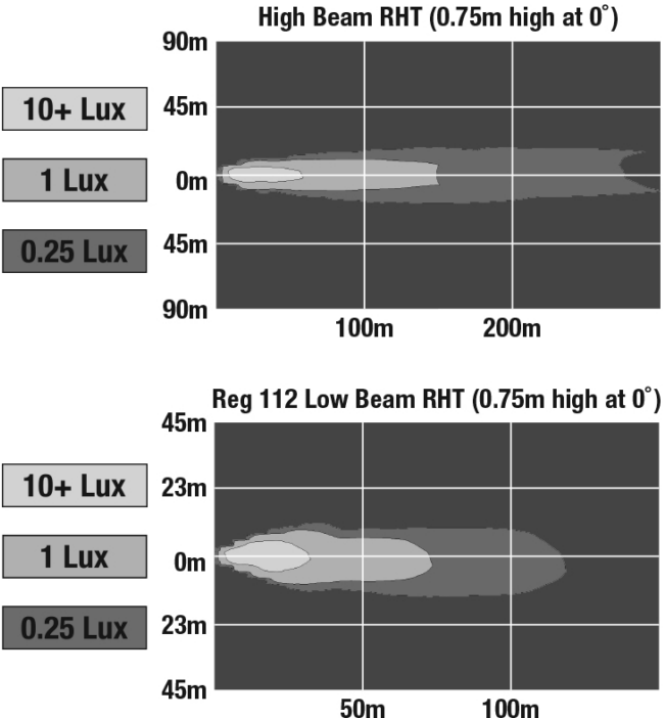 High Beam RHT (0.75m high at 0˚)
90m
10+ Lux
45m
1 Lux
0m
0.25 Lux
45m
90m
100m
200m
Reg 112 Low Beam RHT (0.75m high at 0˚)
45m
10+ Lux
23m
1 Lux
0m
0.25 Lux
23m
45m
50m
100m